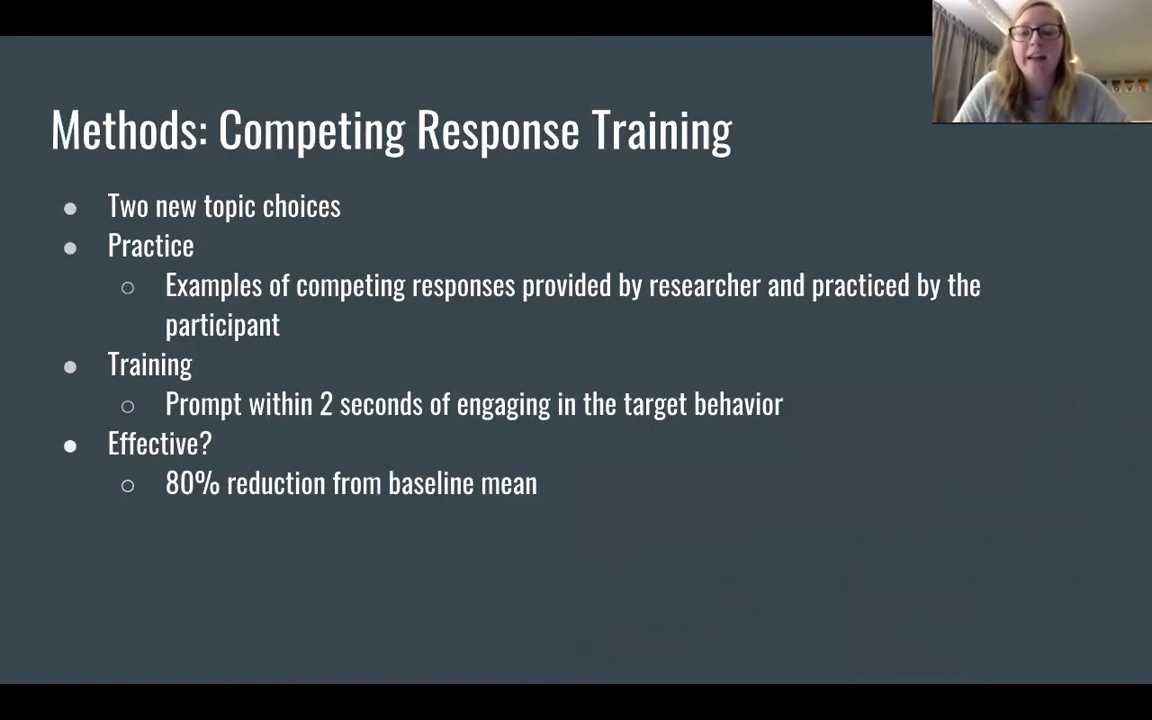 Methods: Competing Response Training
● Two new topic choices
● Practice
○ Examples of competing responses provided by researcher and practiced by the
participant
● Training
○ Prompt within 2 seconds of engaging in the target behavior
● Effective?
○ 80% reduction from baseline mean